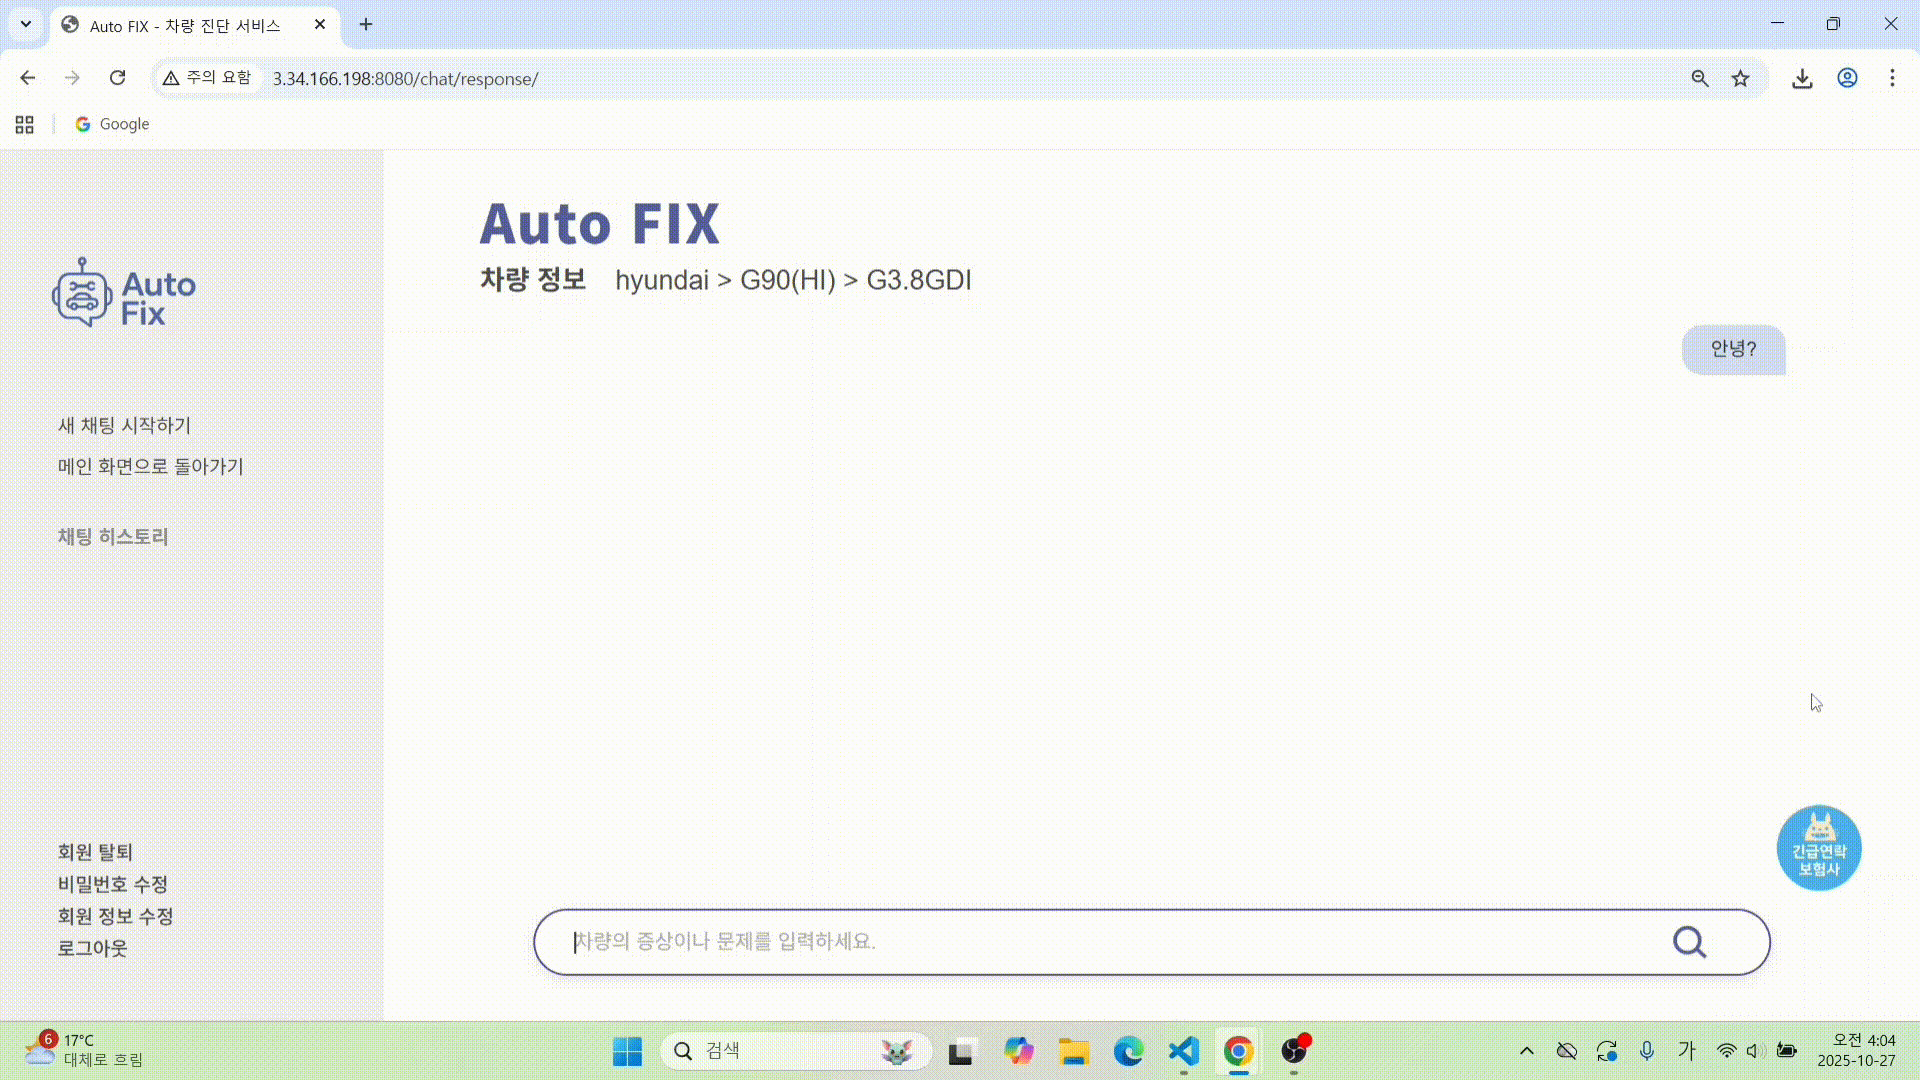 Auto FIX - 차량 진단 서비스
주의 요함
3.34.166.198:8080/chat/response/
Google
Auto
Fix
새 채팅 시작하기
메인 화면으로 돌아가기
채팅 히스토리
회원 탈퇴
비밀번호 수정
회원 정보 수정
로그아웃
Auto FIX
차량 정보 hyundai > G90(HI) > G3.8GDI
안녕?
긴급연락
보험사
차량의 증상이나 문제를 입력하세요.
6
17°C
대체로 흐림
검색
가
오전 4:04
2025-10-27